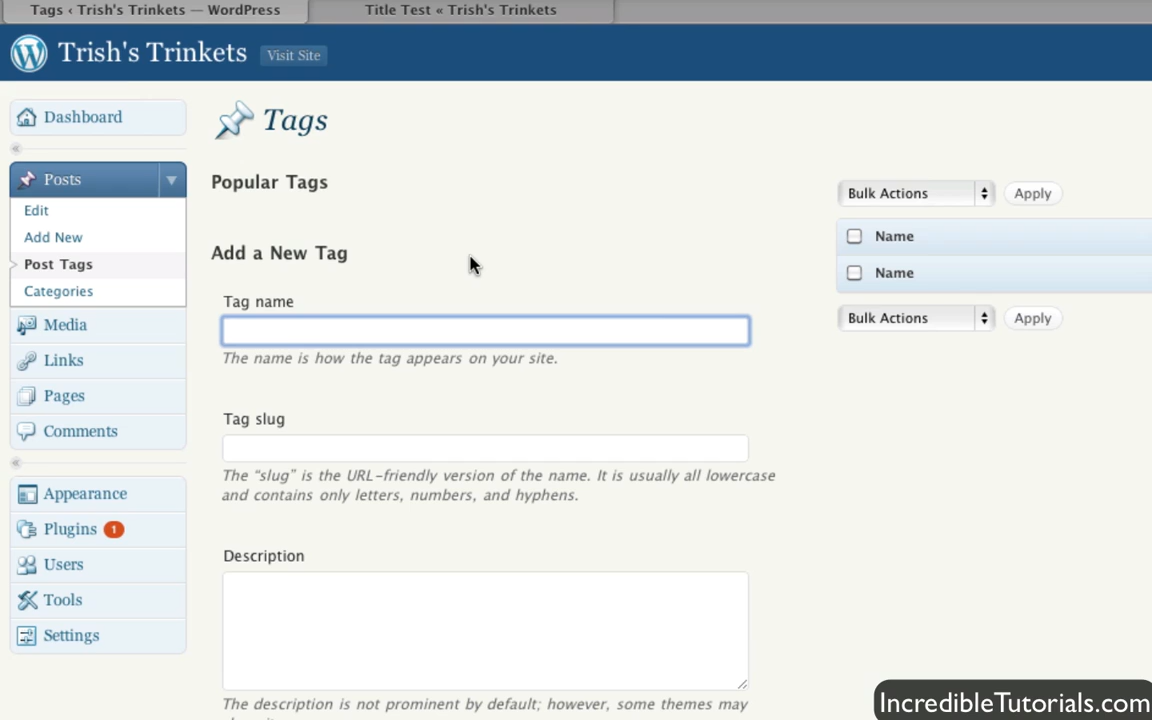 Tags ‹ Trish's Trinkets — WordPress
Title Test « Trish's Trinkets
Trish's Trinkets
Visit Site
Dashboard
Posts
Edit
Add New
Post Tags
Categories
Media
Links
Pages
Comments
Appearance
Plugins 1
Users
Tools
Settings
Tags
Popular Tags
Add a New Tag
Tag name
The name is how the tag appears on your site.
Tag slug
The “slug” is the URL-friendly version of the name. It is usually all lowercase
and contains only letters, numbers, and hyphens.
Description
The description is not prominent by default; however, some themes may
Bulk Actions
Apply
Name
Name
Bulk Actions
Apply
IncredibleTutorials.com